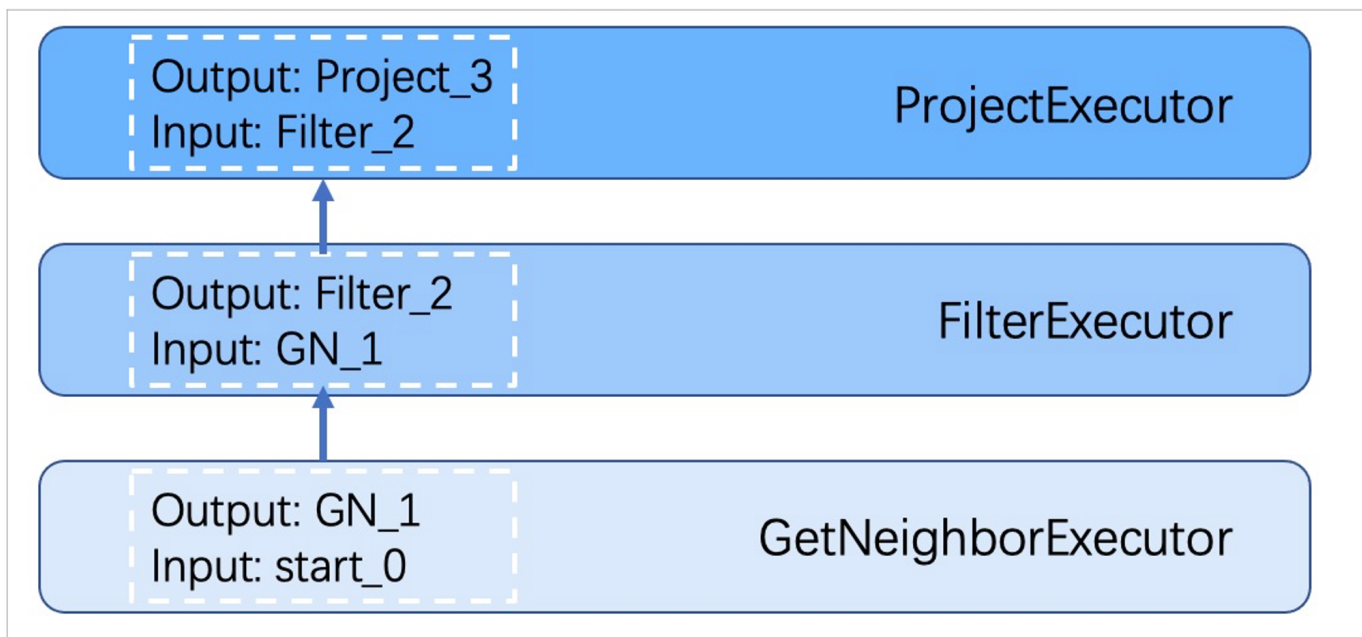 Output: Project_3
Input: Filter_2
ProjectExecutor
Output: Filter_2
Input: GN_1
FilterExecutor
Output: GN_1
Input: start_0
GetNeighborExecutor